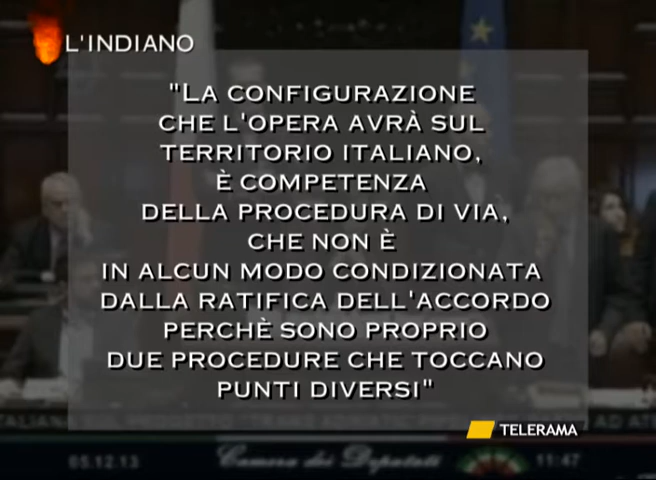 L'INDIANO
"LA CONFIGURAZIONE
CHE L'OPERA AVRÀ SUL
TERRITORIO ITALIANO,
È COMPETENZA
DELLA PROCEDURA DI VIA,
CHE NON È
IN ALCUN MODO CONDIZIONATA
DALLA RATIFICA DELL'ACCORDO
PERCHÈ SONO PROPRIO
DUE PROCEDURE CHE TOCCANO
PUNTI DIVERSI"
TELERAMA
05.12.13 Camera dei Deputati 11:47